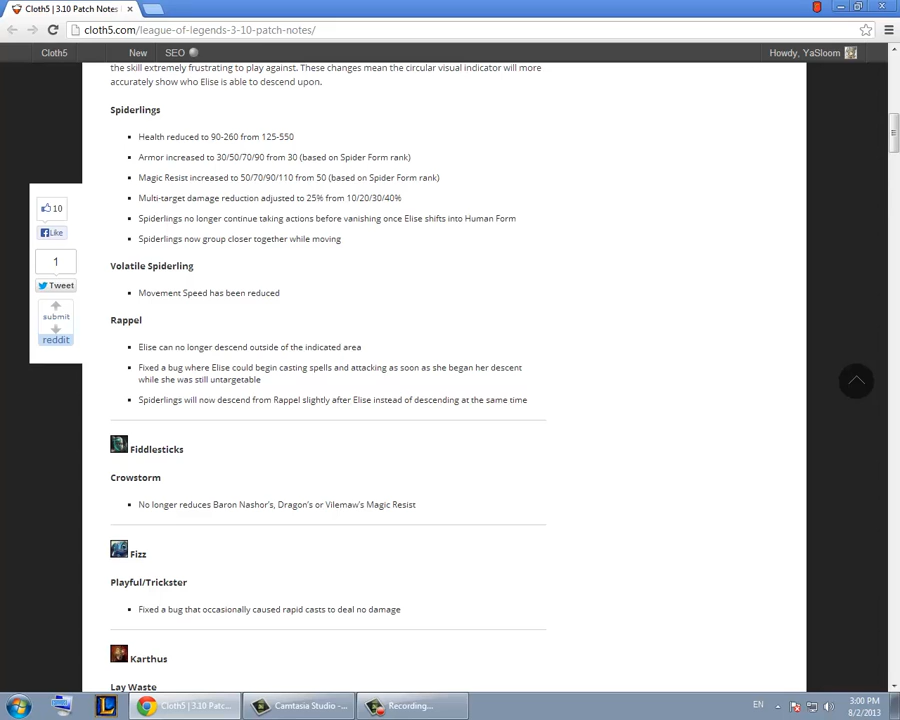 Cloth5 | 3.10 Patch Notes
cloth5.com/league-of-legends-3-10-patch-notes/
Cloth5 New SEO Howdy, YaSloom
the skill extremely frustrating to play against. These changes mean the circular visual indicator will more
accurately show who Elise is able to descend upon.
Spiderlings
Health reduced to 90-260 from 125-550
Armor increased to 30/50/70/90 from 30 (based on Spider Form rank)
Magic Resist increased to 50/70/90/110 from 50 (based on Spider Form rank)
Multi-target damage reduction adjusted to 25% from 10/20/30/40%
Spiderlings no longer continue taking actions before vanishing once Elise shifts into Human Form
Spiderlings now group closer together while moving
10
Like
1
Tweet
submit
reddit
Volatile Spiderling
Movement Speed has been reduced
Rappel
Elise can no longer descend outside of the indicated area
Fixed a bug where Elise could begin casting spells and attacking as soon as she began her descent
while she was still untargetable
Spiderlings will now descend from Rappel slightly after Elise instead of descending at the same time
Fiddlesticks
Crowstorm
No longer reduces Baron Nashor's, Dragon's or Vilemaw's Magic Resist
Fizz
Playful/Trickster
Fixed a bug that occasionally caused rapid casts to deal no damage
Karthus
Lay Waste
Cloth5 | 3.10 Patc... Camtasia Studio -... Recording... EN 3:00 PM
8/2/2013